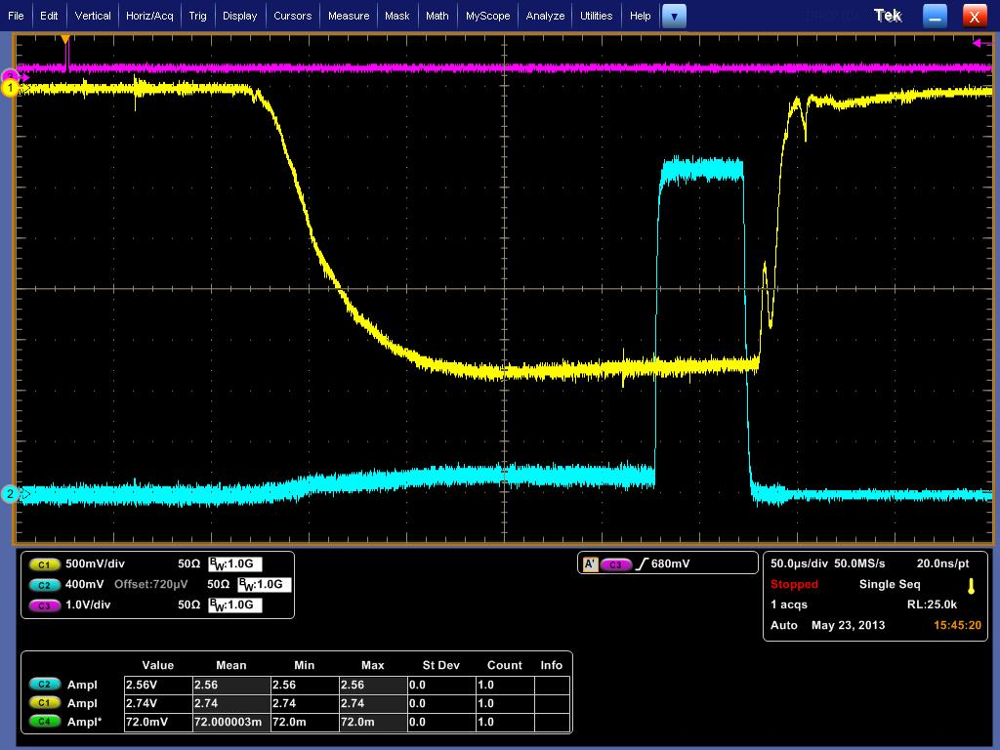 File Edit Vertical Horiz/Acq Trig Display Cursors Measure Mask Math MyScope Analyze Utilities Help Tek X
3
1
2
C1 500mV/div 50Ω BW:1.0G
C2 400mV Offset:720µV 50Ω BW:1.0G
C3 1.0V/div 50Ω BW:1.0G
A' C3 680mV
50.0µs/div 50.0MS/s 20.0ns/pt
Stopped Single Seq
1 acqs RL:25.0k
Auto May 23, 2013 15:45:20
Value Mean Min Max St Dev Count Info
C2 Ampl 2.56V 2.56 2.56 2.56 0.0 1.0
C1 Ampl 2.74V 2.74 2.74 2.74 0.0 1.0
C4 Ampl* 72.0mV 72.000003m 72.0m 72.0m 0.0 1.0